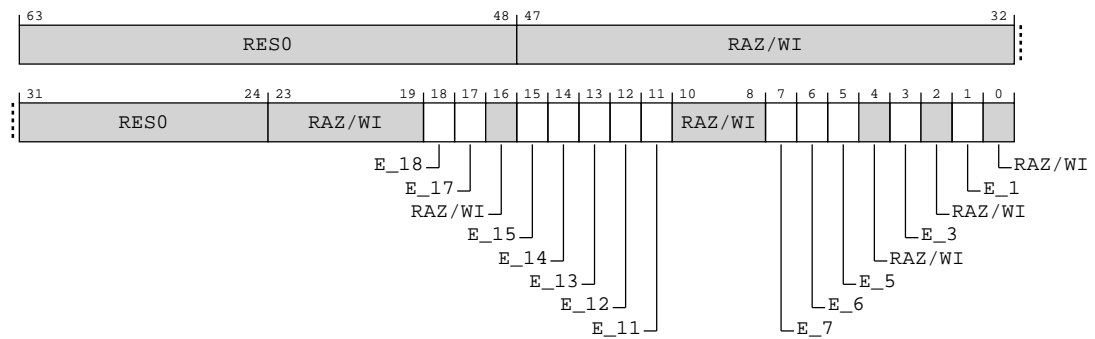 63 48 47 32
RES0 RAZ/WI
31 24 23 19 18 17 16 15 14 13 12 11 10 8 7 6 5 4 3 2 1 0
RES0 RAZ/WI RAZ/WI
E_18 RAZ/WI
E_17 E_1
RAZ/WI RAZ/WI
E_15 E_3
E_14 RAZ/WI
E_13 E_5
E_12 E_6
E_11 E_7